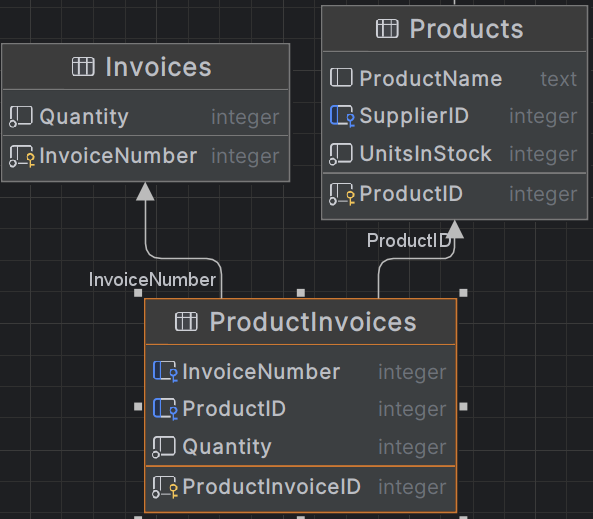 Products
ProductName text
SupplierID integer
UnitsInStock integer
ProductID integer
Invoices
Quantity integer
InvoiceNumber integer
ProductID
InvoiceNumber
ProductInvoices
InvoiceNumber integer
ProductID integer
Quantity integer
ProductInvoiceID integer